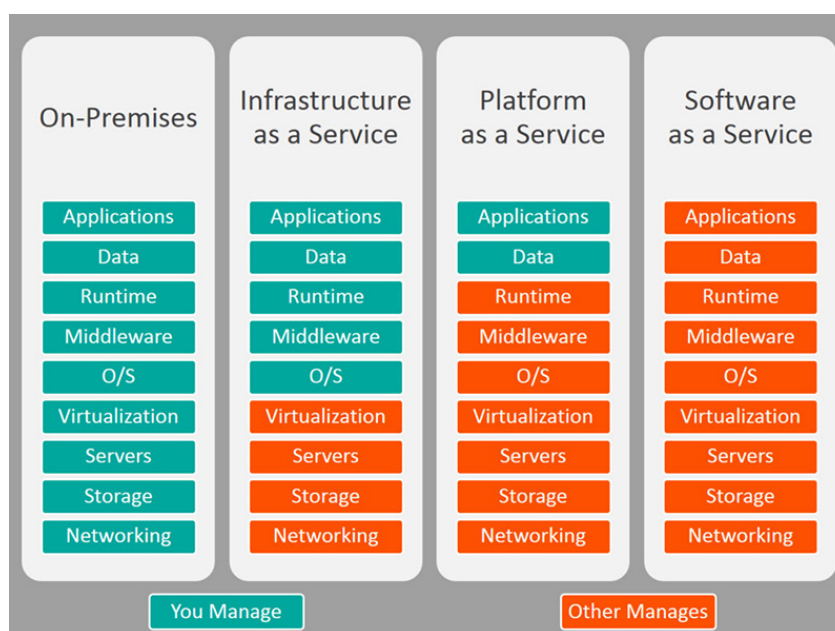 On-Premises
Applications
Data
Runtime
Middleware
O/S
Virtualization
Servers
Storage
Networking
Infrastructure
as a Service
Applications
Data
Runtime
Middleware
O/S
Virtualization
Servers
Storage
Networking
Platform
as a Service
Applications
Data
Runtime
Middleware
O/S
Virtualization
Servers
Storage
Networking
Software
as a Service
Applications
Data
Runtime
Middleware
O/S
Virtualization
Servers
Storage
Networking
You Manage
Other Manages